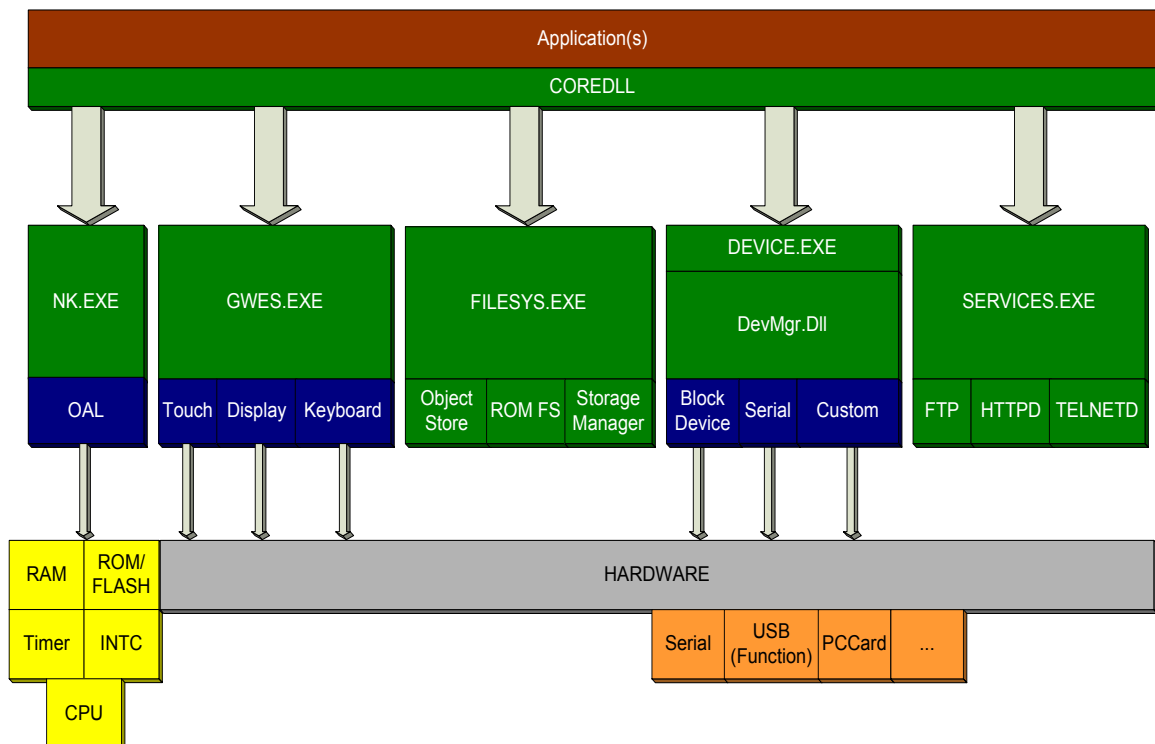 Application(s)
COREDLL
NK.EXE
GWES.EXE
FILESYS.EXE
DEVICE.EXE
DevMgr.Dll
SERVICES.EXE
OAL
Touch
Display
Keyboard
Object
Store
ROM FS
Storage
Manager
Block
Device
Serial
Custom
FTP
HTTPD
TELNETD
RAM
ROM/
FLASH
HARDWARE
Timer
INTC
Serial
USB
(Function)
PCCard
...
CPU